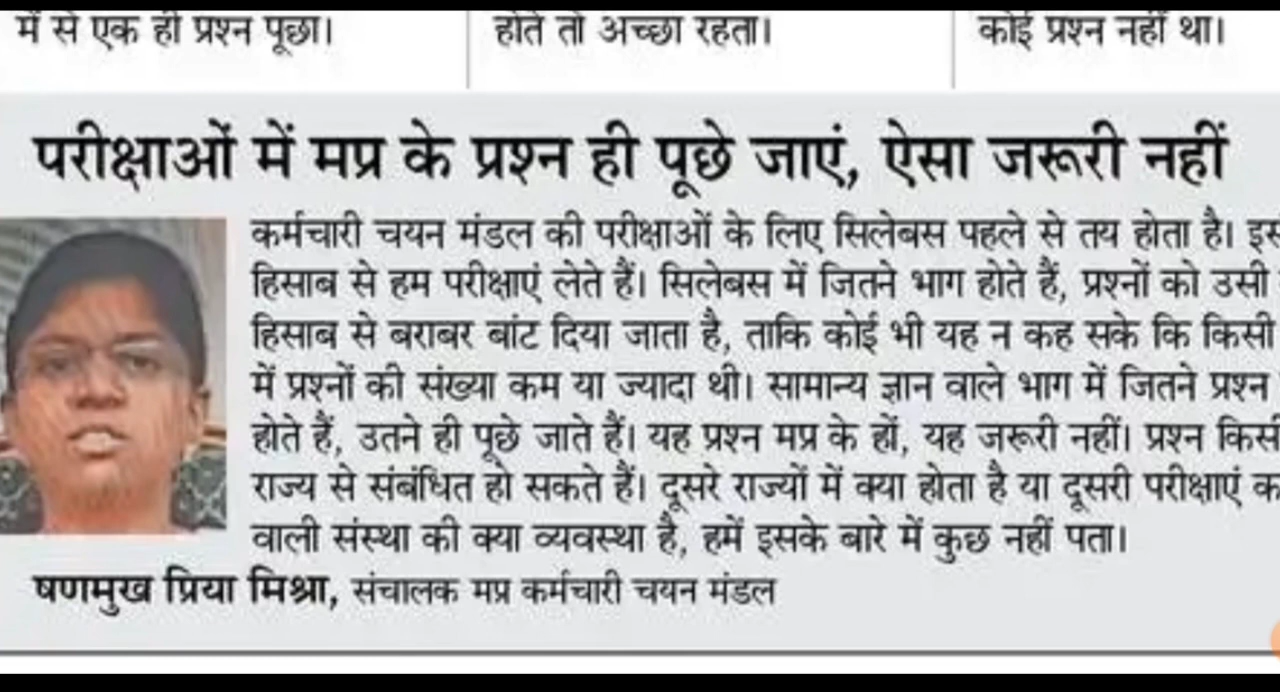 में से एक ही प्रश्न पूछा।
होते तो अच्छा रहता।
कोई प्रश्न नहीं था।
परीक्षाओं में मप्र के प्रश्न ही पूछे जाएं, ऐसा जरूरी नहीं
कर्मचारी चयन मंडल की परीक्षाओं के लिए सिलेबस पहले से तय होता है।
हिसाब से हम परीक्षाएं लेते हैं। सिलेबस में जितने भाग होते हैं, प्रश्नों को उसी
हिसाब से बराबर बांट दिया जाता है, ताकि कोई भी यह न कह सके कि किसी
में प्रश्नों की संख्या कम या ज्यादा थी। सामान्य ज्ञान वाले भाग में जितने प्रश्न
होते हैं, उतने ही पूछे जाते हैं। यह प्रश्न मप्र के हों, यह जरूरी नहीं। प्रश्न किसी
राज्य से संबंधित हो सकते हैं। दूसरे राज्यों में क्या होता है या दूसरी परीक्षाएं
वाली संस्था की क्या व्यवस्था है, हमें इसके बारे में कुछ नहीं पता।
षणमुख प्रिया मिश्रा, संचालक मप्र कर्मचारी चयन मंडल